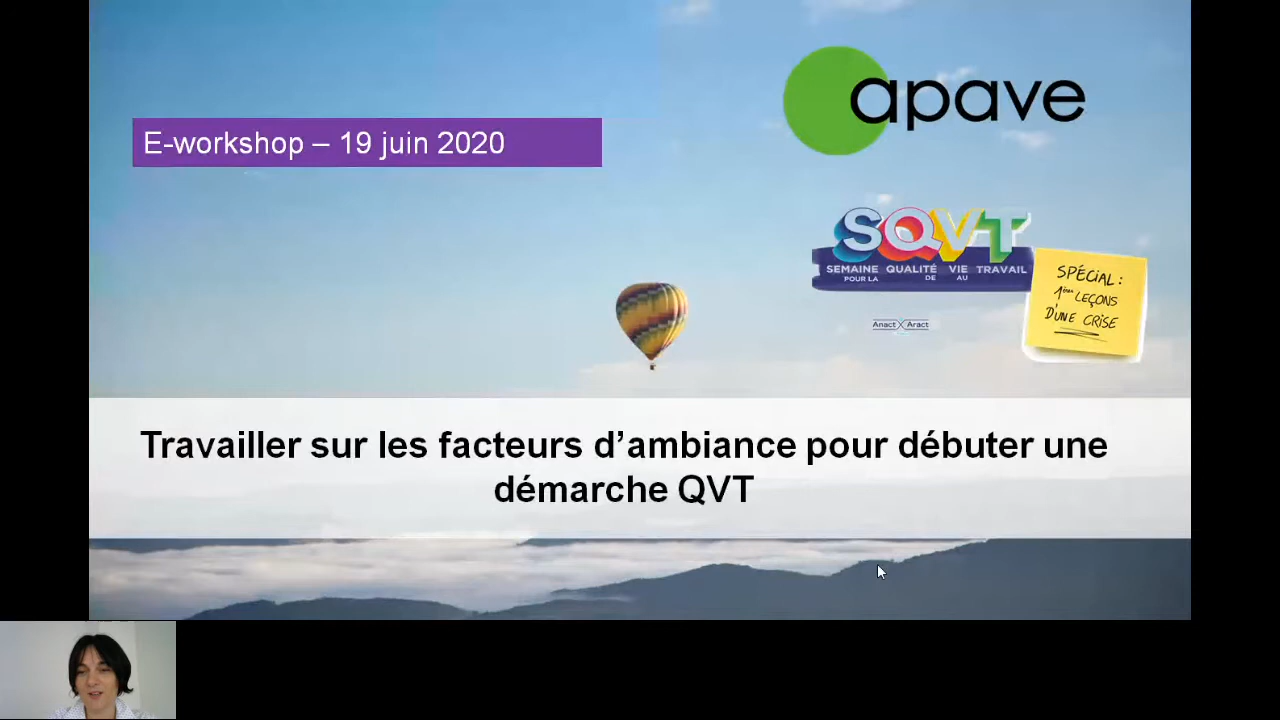 apave
E-workshop – 19 juin 2020
SQVT
SEMAINE QUALITÉ VIE TRAVAIL
POUR LA DE AU
SPÉCIAL :
1ères LEÇONS
D'UNE CRISE
Anact Aract
Travailler sur les facteurs d’ambiance pour débuter une
démarche QVT